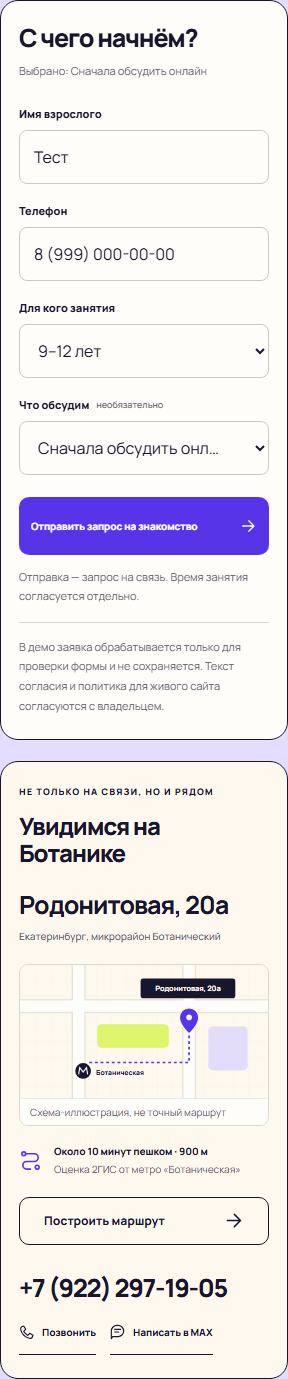 С чего начнём?
Выбрано: Сначала обсудить онлайн
Имя взрослого
Тест
Телефон
8 (999) 000-00-00
Для кого занятия
9–12 лет
Что обсудим необязательно
Сначала обсудить онл...
Отправить запрос на знакомство
Отправка — запрос на связь. Время занятия
согласуется отдельно.
В демо заявка обрабатывается только для
проверки формы и не сохраняется. Текст
согласия и политика для живого сайта
согласуются с владельцем.
НЕ ТОЛЬКО НА СВЯЗИ, НО И РЯДОМ
Увидимся на
Ботанике
Родонитовая, 20а
Екатеринбург, микрорайон Ботанический
Родонитовая, 20а
М Ботаническая
Схема-иллюстрация, не точный маршрут
Около 10 минут пешком · 900 м
Оценка 2ГИС от метро «Ботаническая»
Построить маршрут
+7 (922) 297-19-05
Позвонить Написать в MAX